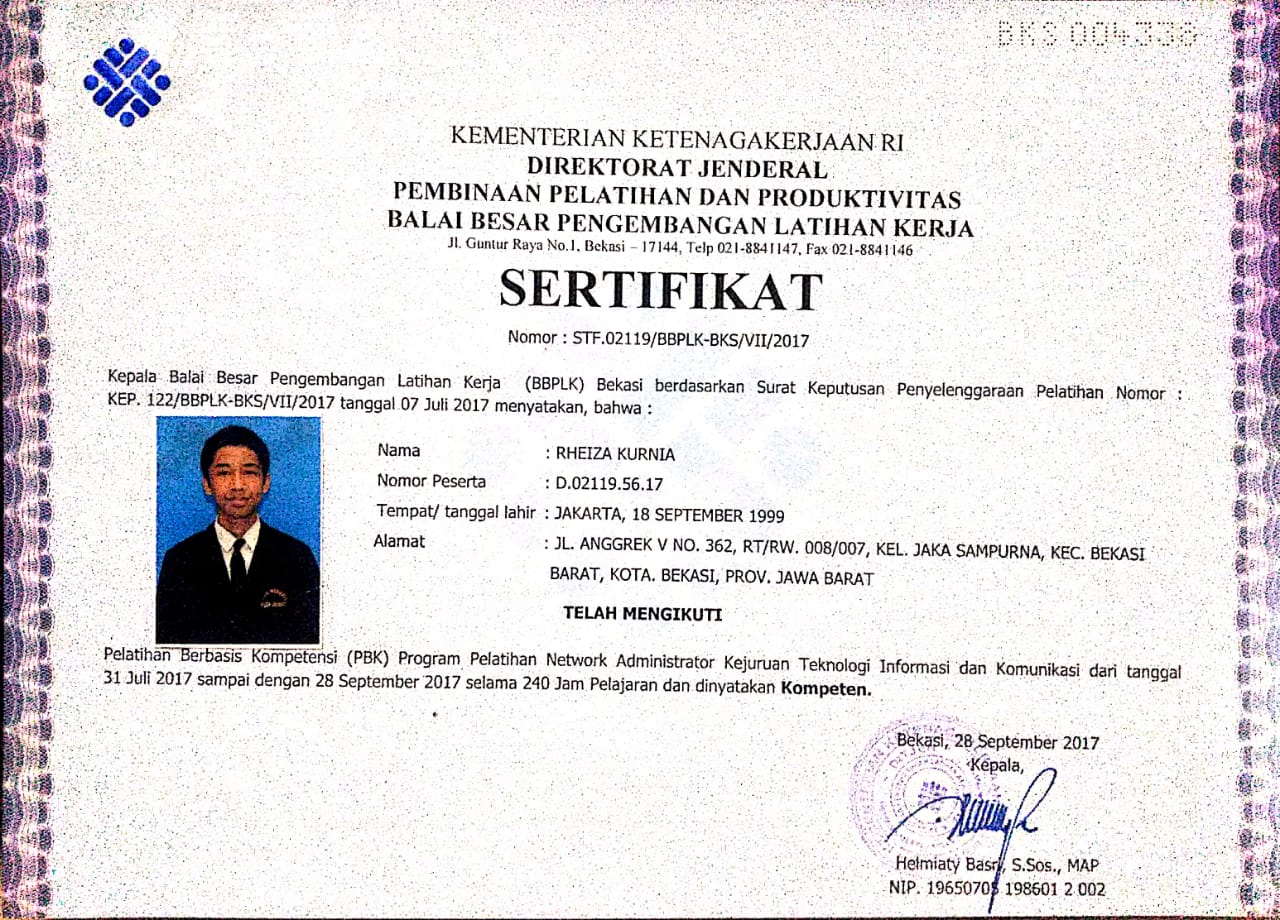 BKS 004336
KEMENTERIAN KETENAGAKERJAAN RI
DIREKTORAT JENDERAL
PEMBINAAN PELATIHAN DAN PRODUKTIVITAS
BALAI BESAR PENGEMBANGAN LATIHAN KERJA
Jl. Guntur Raya No.1, Bekasi – 17144, Telp 021-8841147, Fax 021-8841146
SERTIFIKAT
Nomor : STF.02119/BBPLK-BKS/VII/2017
Kepala Balai Besar Pengembangan Latihan Kerja (BBPLK) Bekasi berdasarkan Surat Keputusan Penyelenggaraan Pelatihan Nomor :
KEP. 122/BBPLK-BKS/VII/2017 tanggal 07 Juli 2017 menyatakan, bahwa :
Nama : RHEIZA KURNIA
Nomor Peserta : D.02119.56.17
Tempat/ tanggal lahir : JAKARTA, 18 SEPTEMBER 1999
Alamat : JL. ANGGREK V NO. 362, RT/RW. 008/007, KEL. JAKA SAMPURNA, KEC. BEKASI
BARAT, KOTA. BEKASI, PROV. JAWA BARAT
TELAH MENGIKUTI
Pelatihan Berbasis Kompetensi (PBK) Program Pelatihan Network Administrator Kejuruan Teknologi Informasi dan Komunikasi dari tanggal
31 Juli 2017 sampai dengan 28 September 2017 selama 240 Jam Pelajaran dan dinyatakan Kompeten.
Bekasi, 28 September 2017
Kepala,
Helmiaty Basri, S.Sos., MAP
NIP. 19650705 198601 2 002